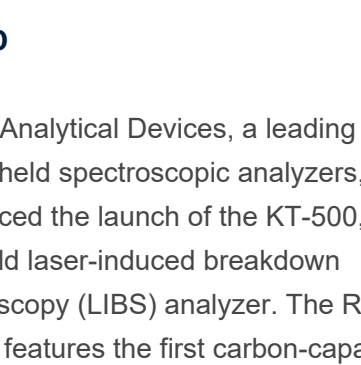 Analytical Devices, a leading
held spectroscopic analyzers,
ced the launch of the KT-500,
ld laser-induced breakdown
scopy (LIBS) analyzer. The R
features the first carbon-capa